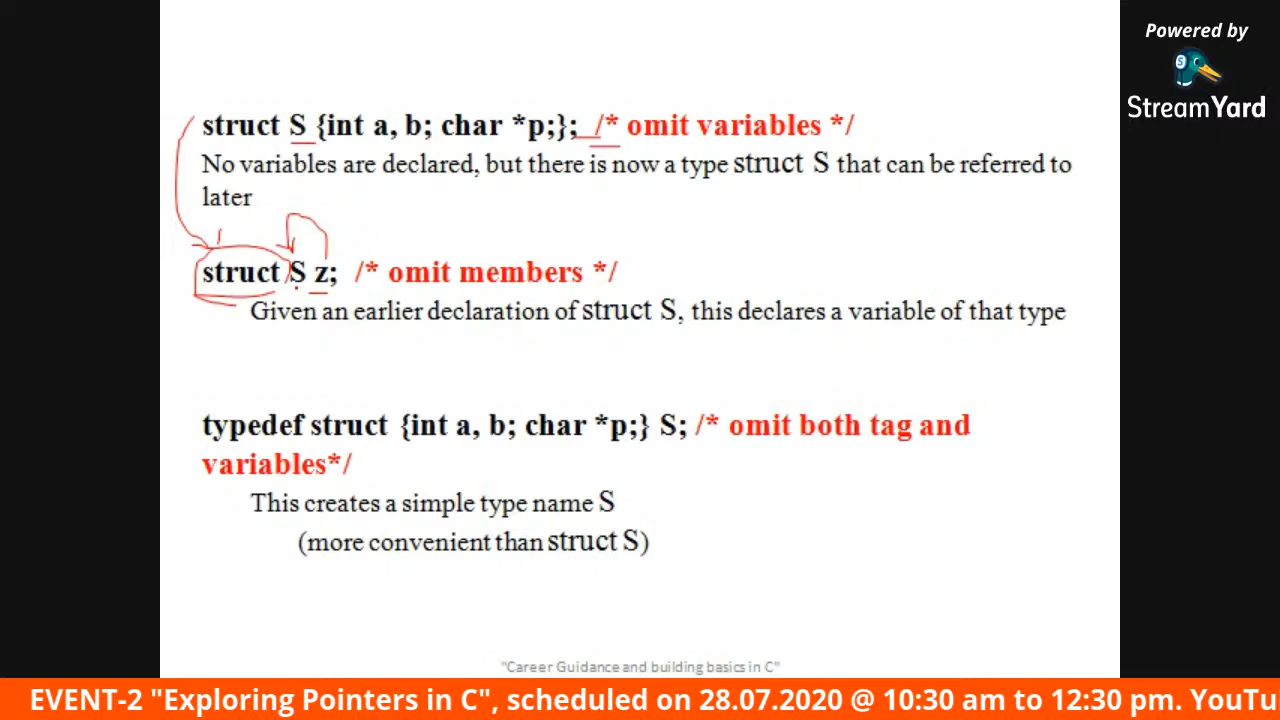 Powered by
StreamYard
struct S {int a, b; char *p;}; /* omit variables */
No variables are declared, but there is now a type struct S that can be referred to
later
struct S z; /* omit members */
Given an earlier declaration of struct S, this declares a variable of that type
typedef struct {int a, b; char *p;} S; /* omit both tag and
variables*/
This creates a simple type name S
(more convenient than struct S)
"Career Guidance and building basics in C"
EVENT-2 "Exploring Pointers in C", scheduled on 28.07.2020 @ 10:30 am to 12:30 pm. YouTu